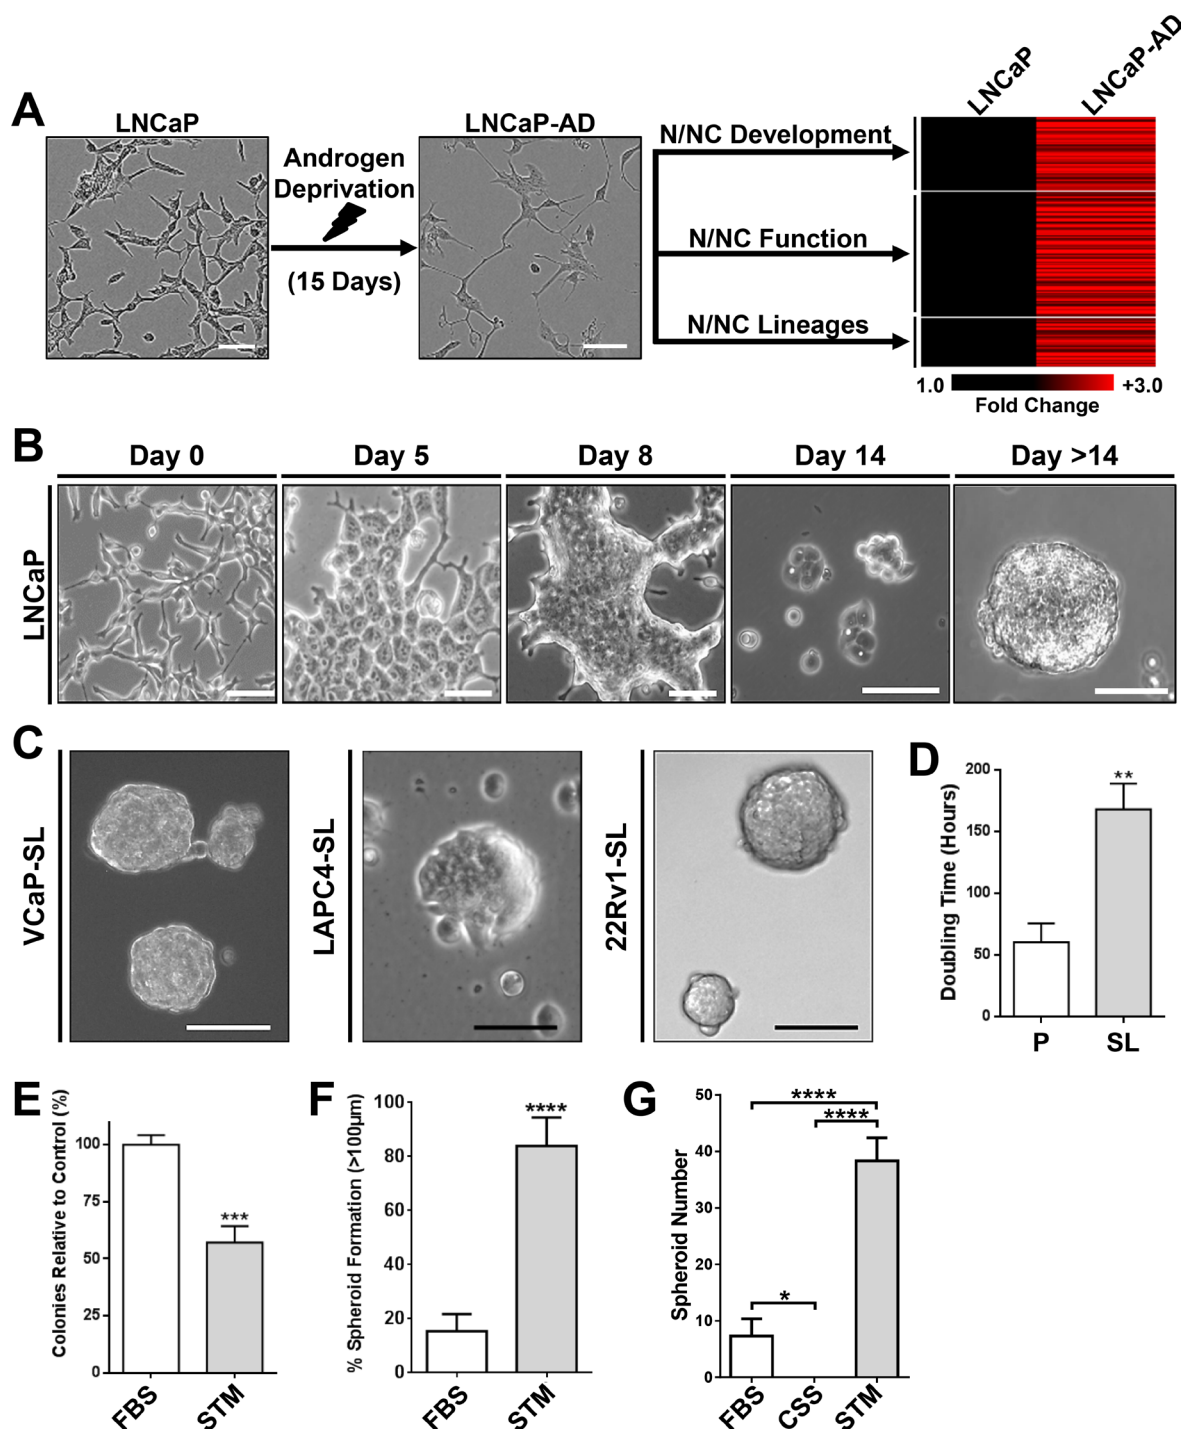 A
LNCaP
Androgen
Deprivation
(15 Days)
LNCaP-AD
N/NC Development
N/NC Function
N/NC Lineages
LNCaP
LNCaP-AD
1.0
+3.0
Fold Change
B
Day 0
Day 5
Day 8
Day 14
Day >14
LNCaP
C
VCaP-SL
LAPC4-SL
22Rv1-SL
D
Doubling Time (Hours)
200
150
100
50
0
**
P
SL
E
Colonies Relative to Control (%)
100
75
50
25
0
***
FBS
STM
F
% Spheroid Formation (>100μm)
100
80
60
40
20
0
****
FBS
STM
G
Spheroid Number
50
40
30
20
10
0
****
****
*
FBS
CSS
STM